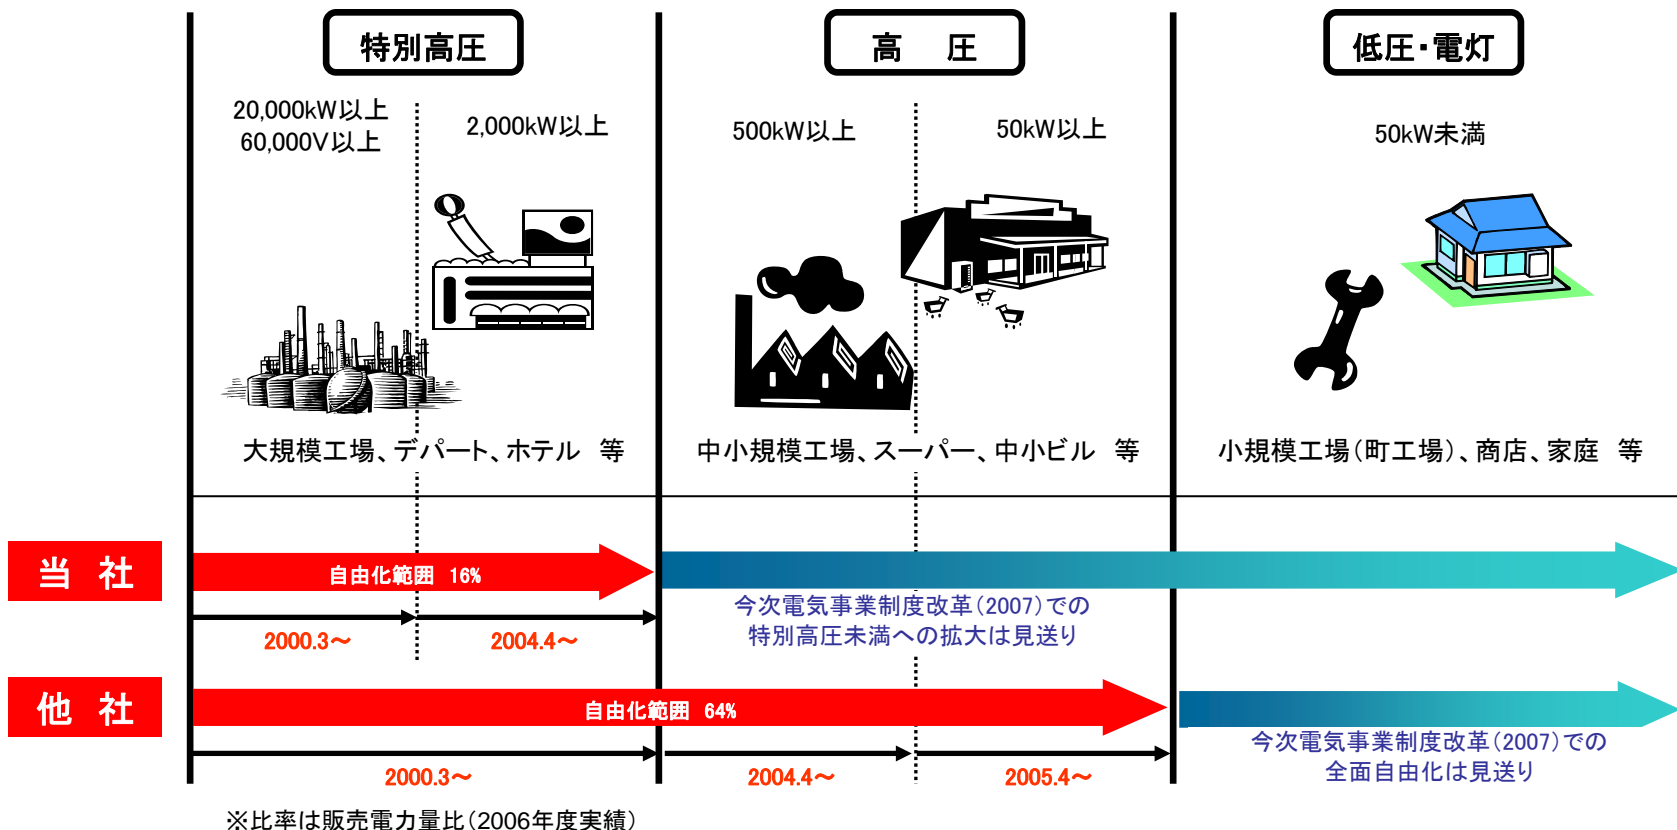 特別高圧
高　圧
低圧・電灯
20,000kW以上
60,000V以上
2,000kW以上
500kW以上
50kW以上
50kW未満
大規模工場、デパート、ホテル　等
中小規模工場、スーパー、中小ビル　等
小規模工場(町工場)、商店、家庭　等
当　社
自由化範囲　16%
今次電気事業制度改革(2007)での
特別高圧未満への拡大は見送り
2000.3～
2004.4～
他　社
自由化範囲　64%
今次電気事業制度改革(2007)での
全面自由化は見送り
2000.3～
2004.4～
2005.4～
※比率は販売電力量比(2006年度実績)